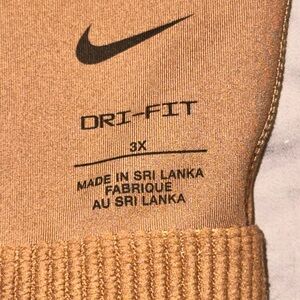 DRI-FIT
3X
MADE IN SRI LANKA
FABRIQUE
AU SRI LANKA